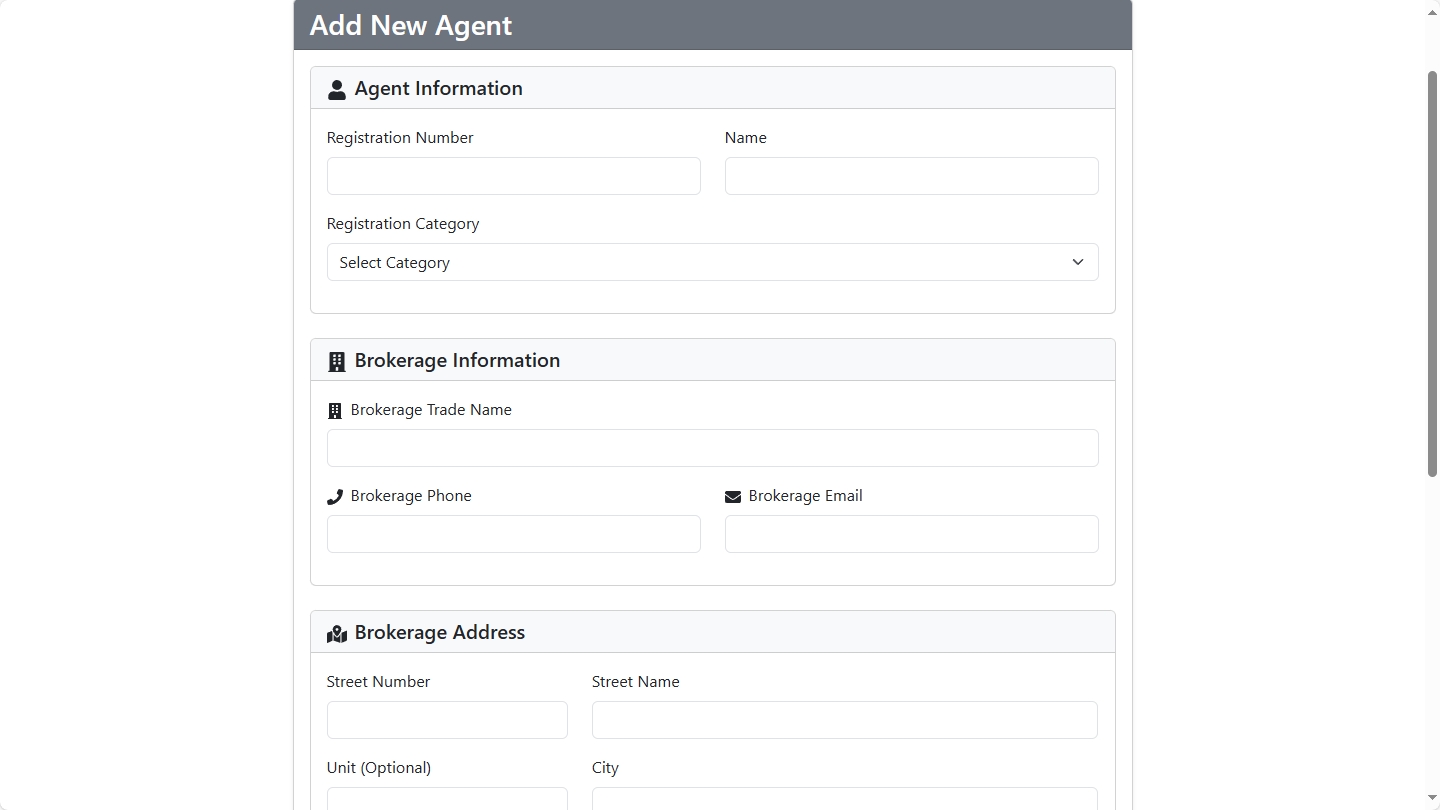 Add New Agent
Agent Information
Registration Number
Name
Registration Category
Select Category
Brokerage Information
Brokerage Trade Name
Brokerage Phone
Brokerage Email
Brokerage Address
Street Number
Street Name
Unit (Optional)
City